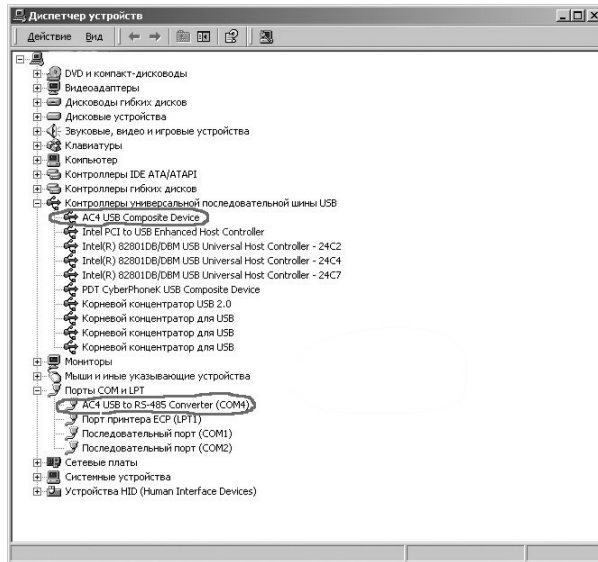 Диспетчер устройств
Действие Вид
DVD и компакт-дисководы
Видеоадаптеры
Дисководы гибких дисков
Дисковые устройства
Звуковые, видео и игровые устройства
Клавиатуры
Компьютер
Контроллеры IDE ATA/ATAPI
Контроллеры гибких дисков
Контроллеры универсальной последовательной шины USB
AC4 USB Composite Device
Intel PCI to USB Enhanced Host Controller
Intel(R) 82801DB/DBM USB Universal Host Controller - 24C2
Intel(R) 82801DB/DBM USB Universal Host Controller - 24C4
Intel(R) 82801DB/DBM USB Universal Host Controller - 24C7
PDT CyberPhoneK USB Composite Device
Корневой концентратор USB 2.0
Корневой концентратор для USB
Корневой концентратор для USB
Корневой концентратор для USB
Мониторы
Мыши и иные указывающие устройства
Порты COM и LPT
AC4 USB to RS-485 Converter (COM4)
Порт принтера ECP (LPT1)
Последовательный порт (COM1)
Последовательный порт (COM2)
Сетевые платы
Системные устройства
Устройства HID (Human Interface Devices)